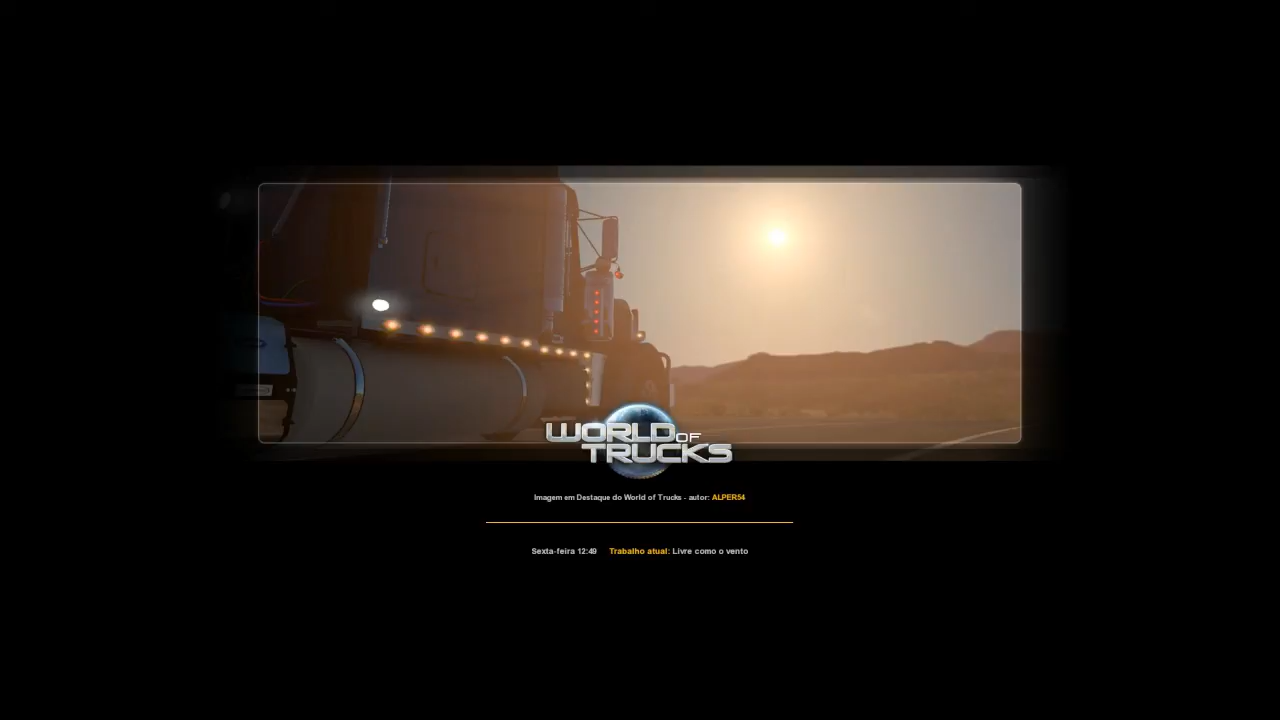 WORLD OF
TRUCKS
Imagem em Destaque do World of Trucks - autor: ALPER54
Sexta-feira 12:49 Trabalho atual: Livre como o vento